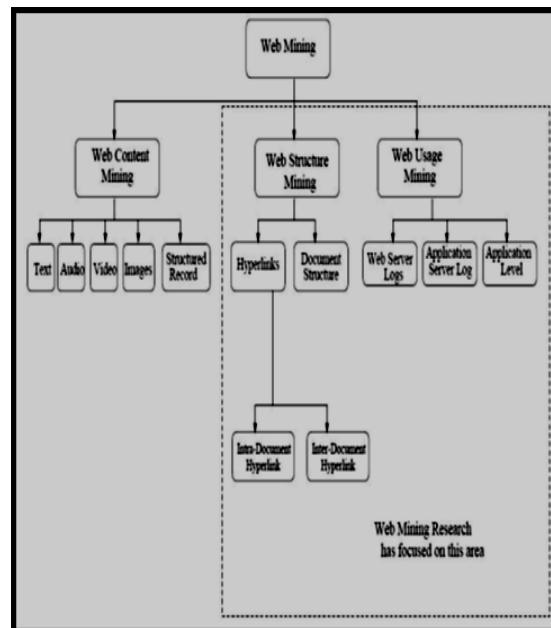 Web Mining
Web Content
Mining
Web Structure
Mining
Web Usage
Mining
Text
Audio
Video
Images
Structured
Record
Hyperlinks
Document
Structure
Web Server
Logs
Application
Server Log
Application
Level
Intra-Document
Hyperlink
Inter-Document
Hyperlink
Web Mining Research
has focused on this area